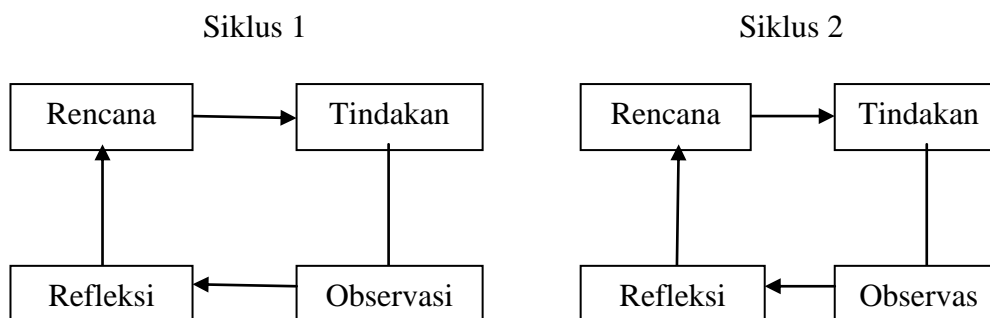 Siklus 1
Siklus 2
Rencana
Tindakan
Rencana
Tindakan
Refleksi
Observasi
Refleksi
Observas